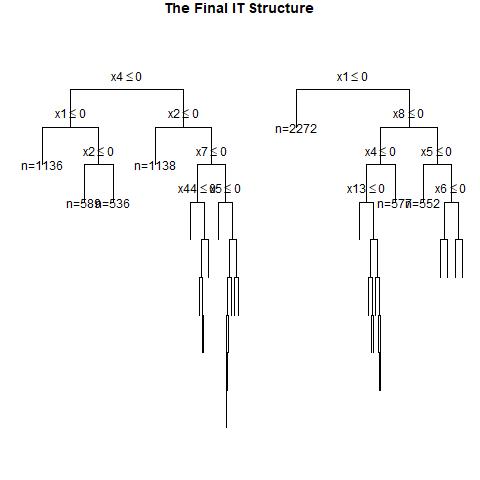 The Final IT Structure
x4 ≤ 0
x1 ≤ 0
x1 ≤ 0
x2 ≤ 0
x8 ≤ 0
n=2272
n=1136
x2 ≤ 0
n=1138
x7 ≤ 0
x4 ≤ 0
x5 ≤ 0
n=589
n=536
x44 ≤ 0
x5 ≤ 0
x13 ≤ 0
n=577
n=552
x6 ≤ 0